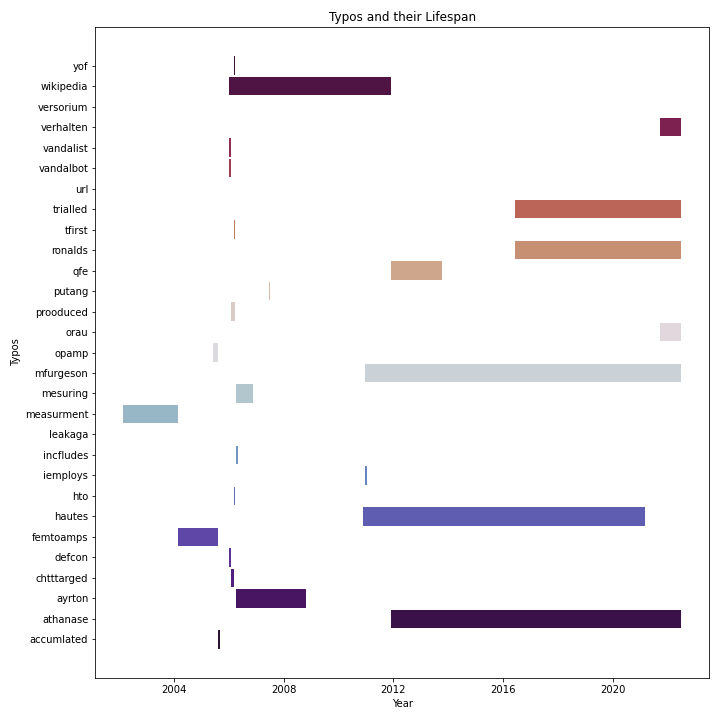 Typos and their Lifespan
Typos
yof
wikipedia
versorium
verhalten
vandalist
vandalbot
url
trialled
tfirst
ronalds
qfe
putang
prooduced
orau
opamp
mfurgeson
mesuring
measurment
leakaga
incfludes
iemploys
hto
hautes
femtoamps
defcon
chtttarged
ayrton
athanase
accumlated
2004 2008 2012 2016 2020
Year